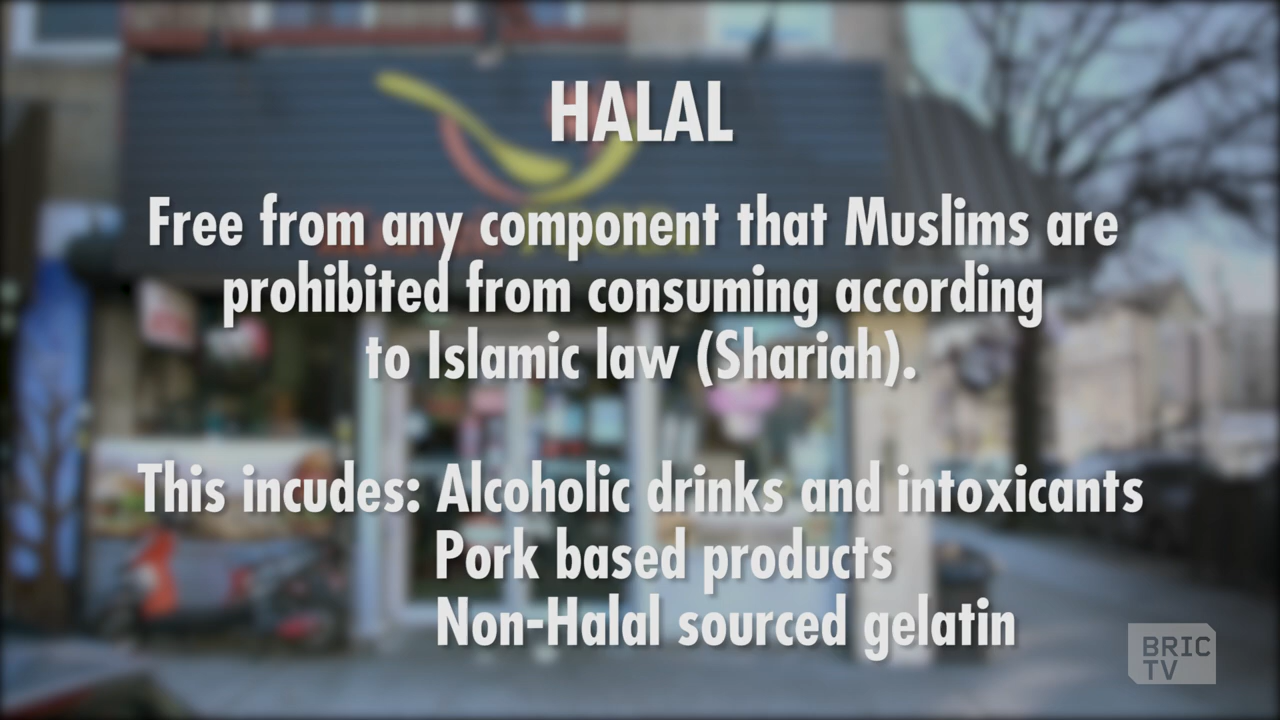 HALAL
Free from any component that Muslims are
prohibited from consuming according
to Islamic law (Shariah).
This incudes: Alcoholic drinks and intoxicants
Pork based products
Non-Halal sourced gelatin
BRIC
TV